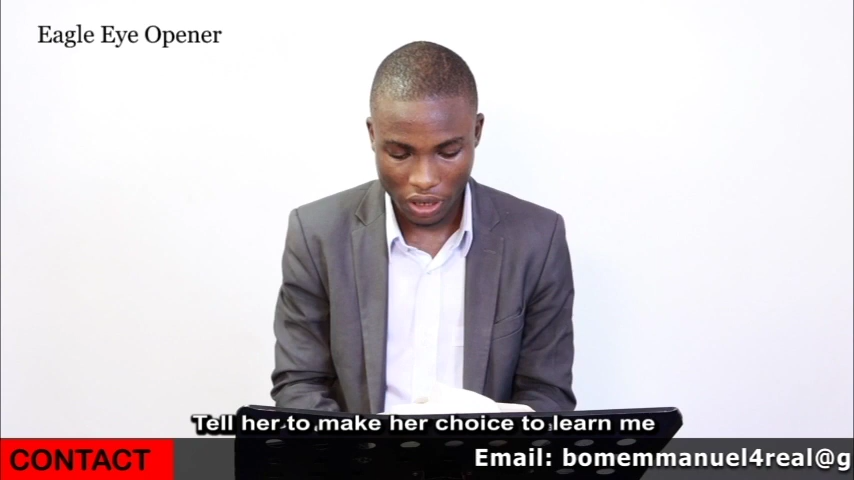 Eagle Eye Opener
Tell her to make her choice to learn me
CONTACT
Email: bomemmanuel4real@g